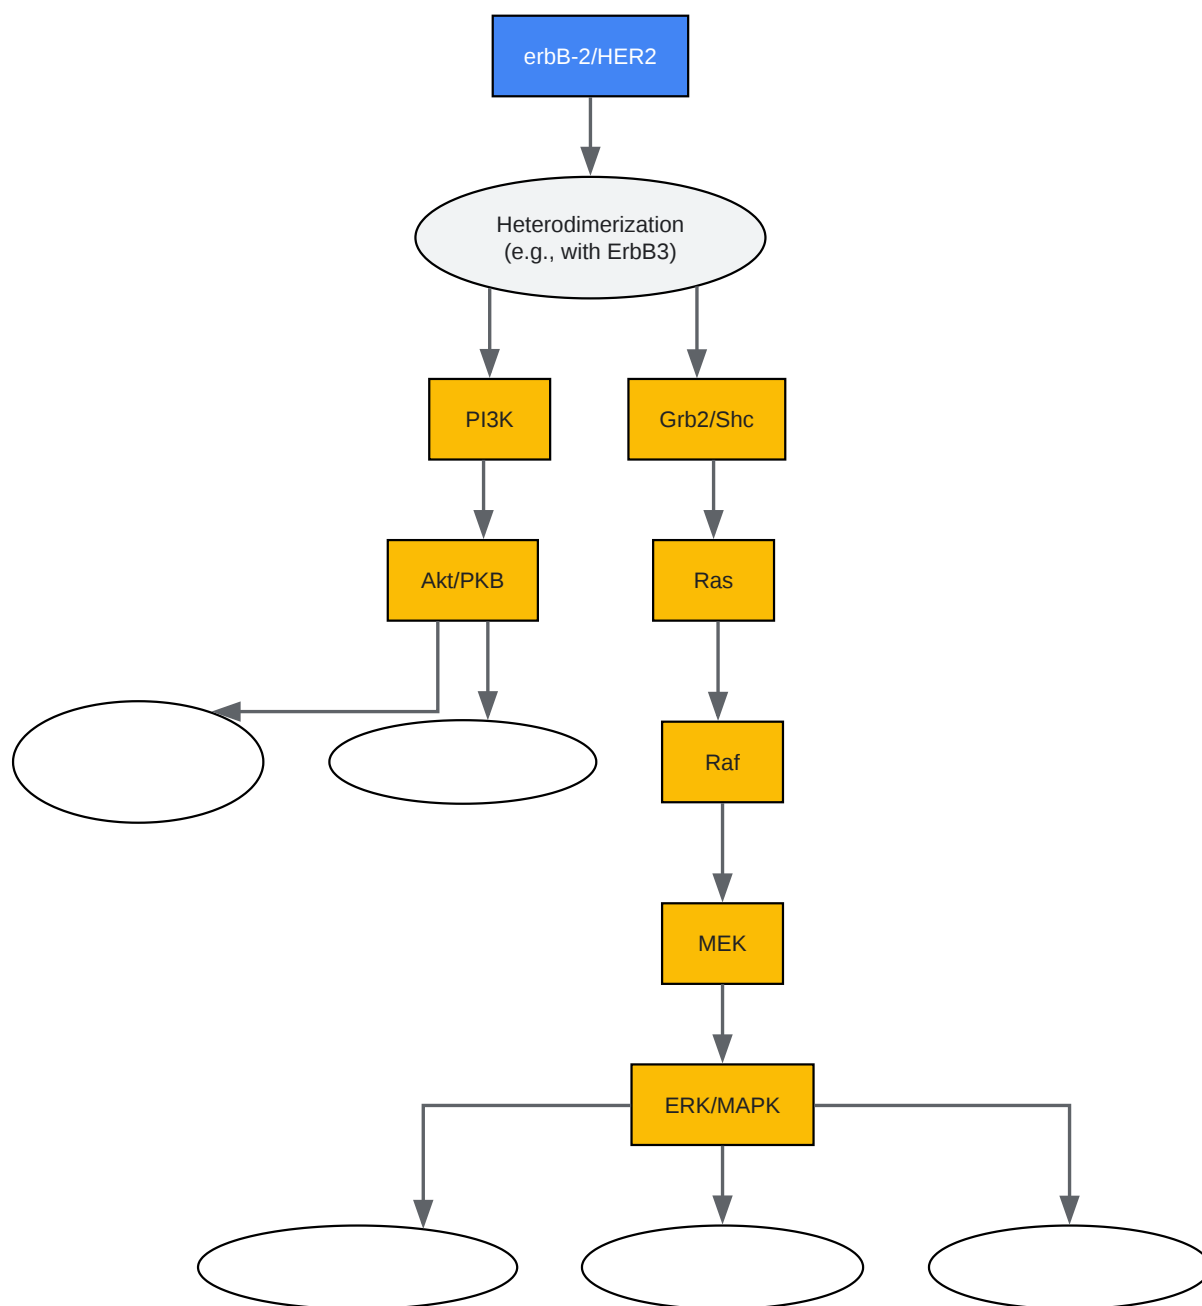 erbB-2/HER2
Heterodimerization
(e.g., with ErbB3)
PI3K
Grb2/Shc
Akt/PKB
Ras
Raf
MEK
ERK/MAPK